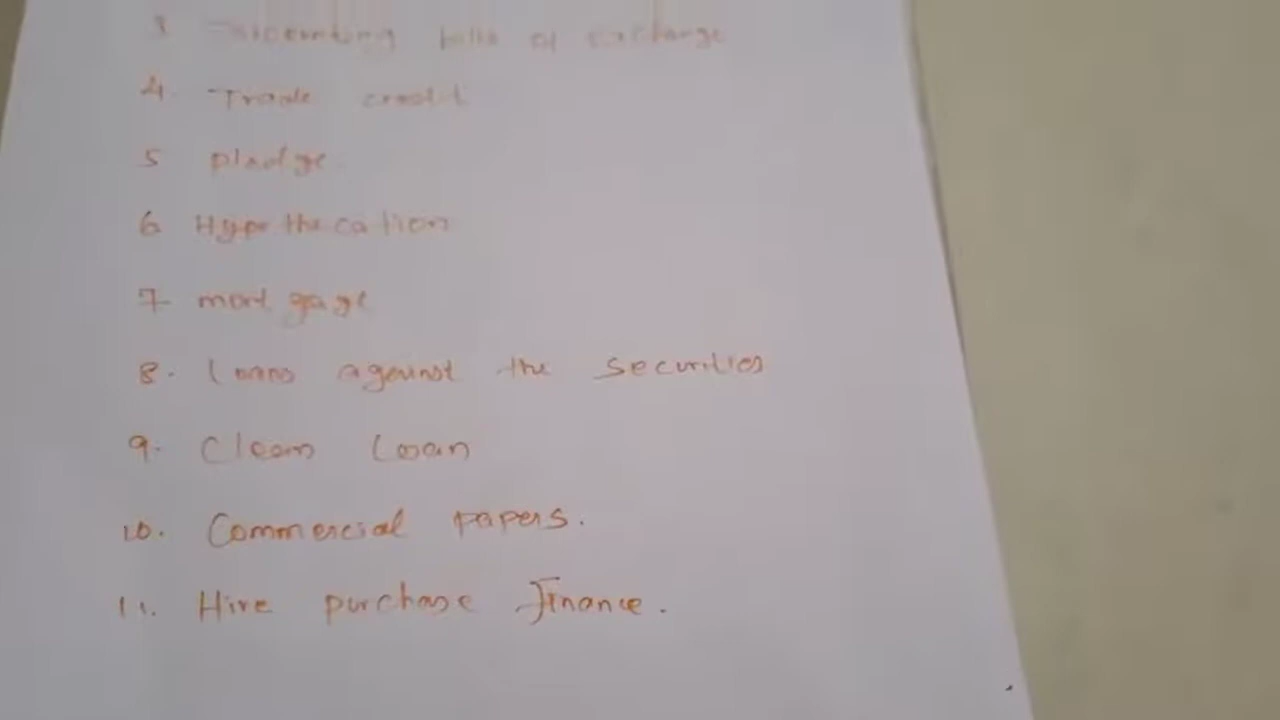 3 Discounting bills of exchange
4. Trade credit
5 pledge
6 Hypothecation
7. mortgage
8. Loans against the securities
9. Clean Loan
10. Commercial papers.
11. Hire purchase Finance.